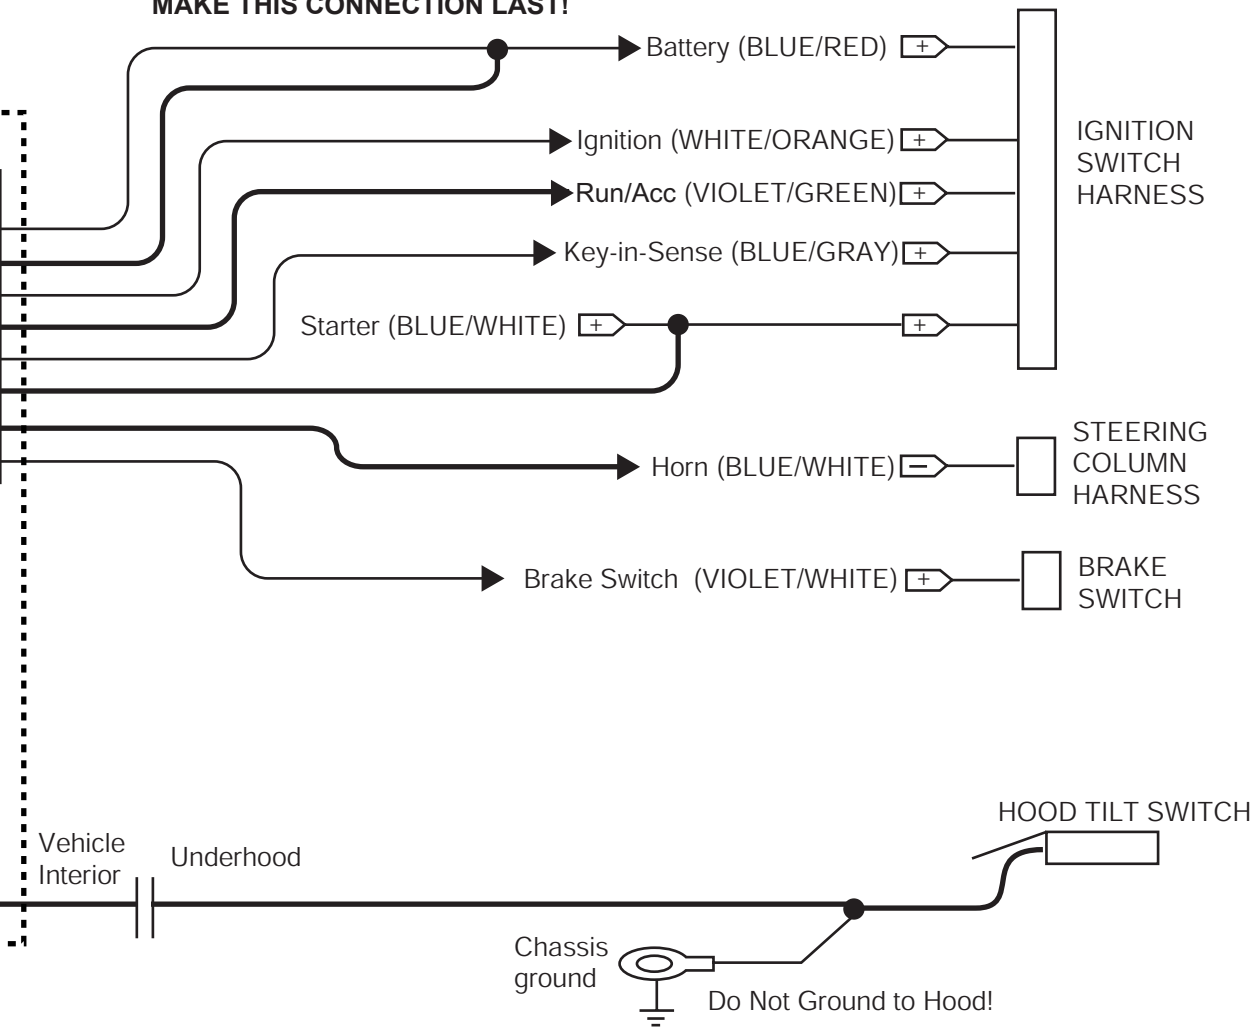 MAKE THIS CONNECTION LAST!
Battery (BLUE/RED) +
Ignition (WHITE/ORANGE) +
IGNITION
SWITCH
HARNESS
Run/Acc (VIOLET/GREEN) +
Key-in-Sense (BLUE/GRAY) +
Starter (BLUE/WHITE) + +
Horn (BLUE/WHITE) −
STEERING
COLUMN
HARNESS
Brake Switch (VIOLET/WHITE) +
BRAKE
SWITCH
HOOD TILT SWITCH
Vehicle
Interior
Underhood
Chassis
ground
Do Not Ground to Hood!